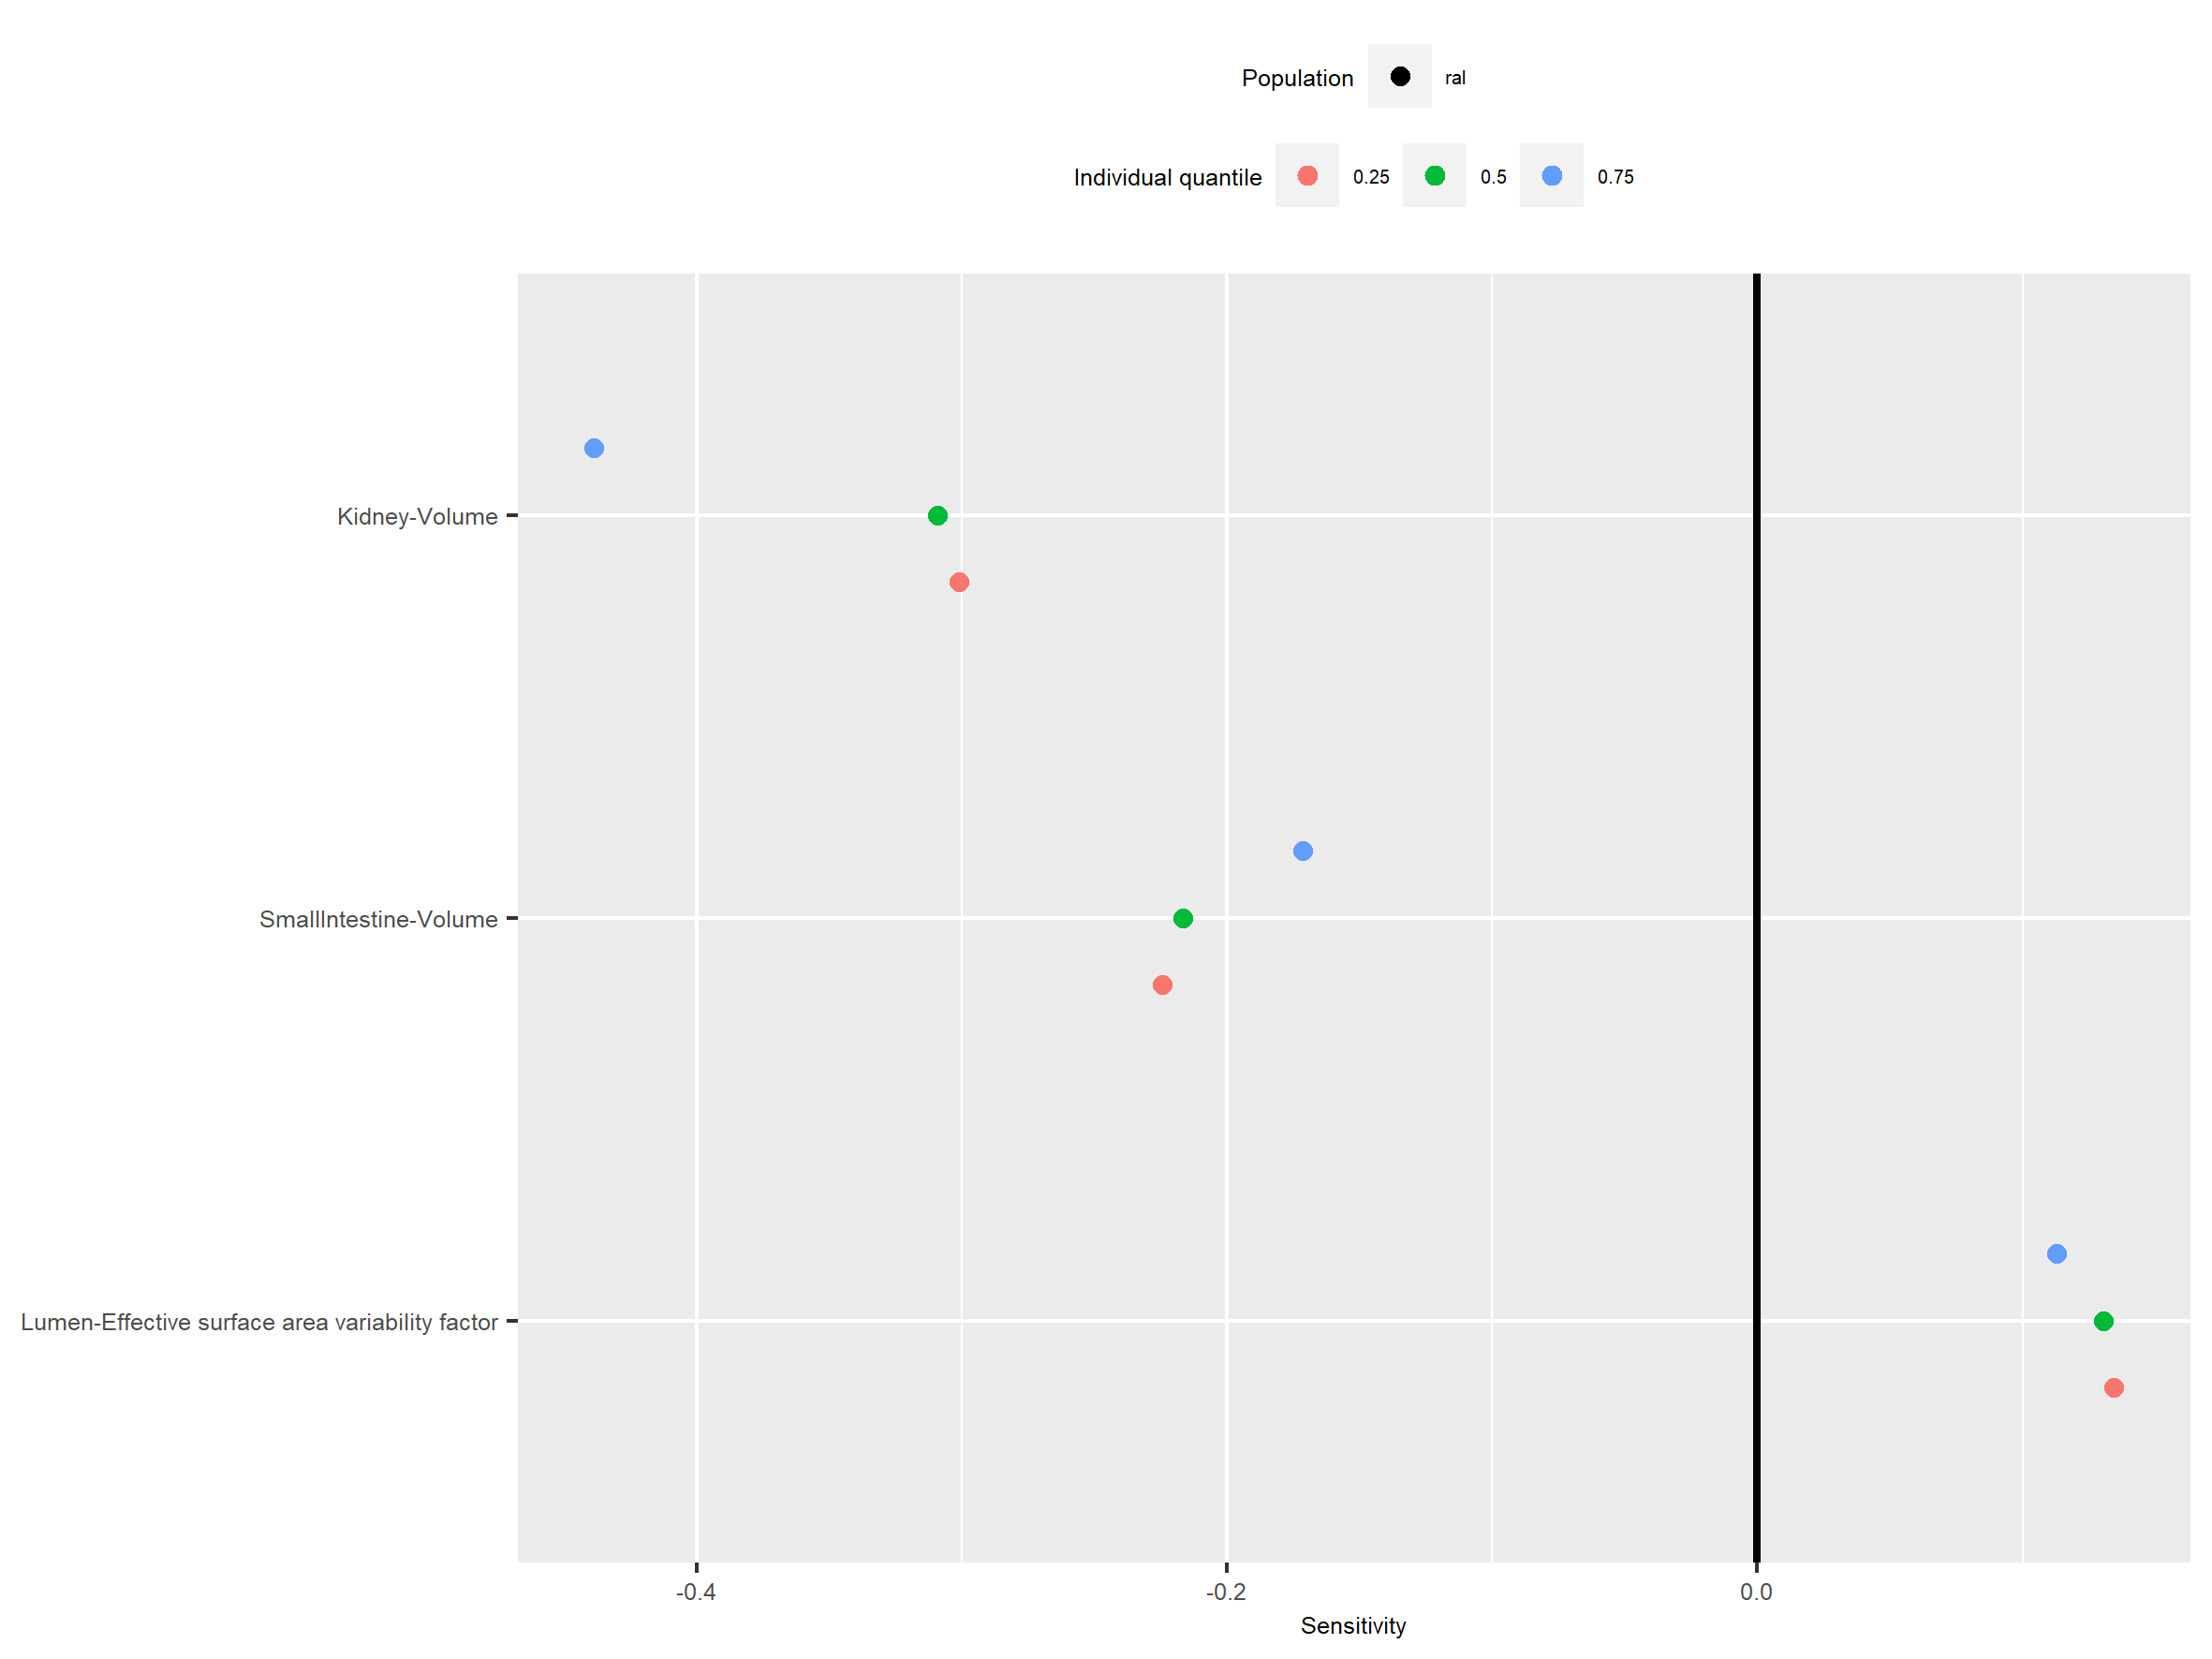 Population ral
Individual quantile 0.25 0.5 0.75
Kidney-Volume
SmallIntestine-Volume
Lumen-Effective surface area variability factor
-0.4 -0.2 0.0
Sensitivity